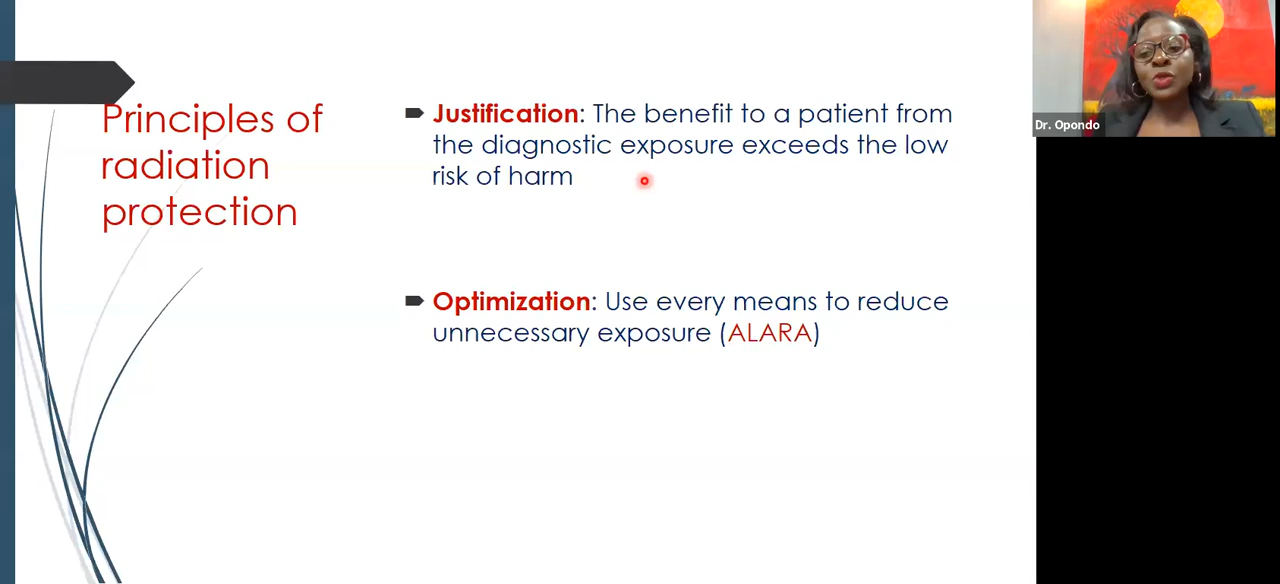 Principles of
radiation
protection
Justification: The benefit to a patient from
the diagnostic exposure exceeds the low
risk of harm
Optimization: Use every means to reduce
unnecessary exposure (ALARA)
Dr. Opondo